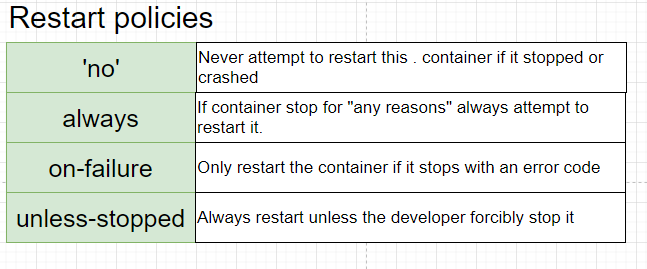 Restart policies
'no'
Never attempt to restart this . container if it stopped or
crashed
always
If container stop for "any reasons" always attempt to
restart it.
on-failure
Only restart the container if it stops with an error code
unless-stopped
Always restart unless the developer forcibly stop it